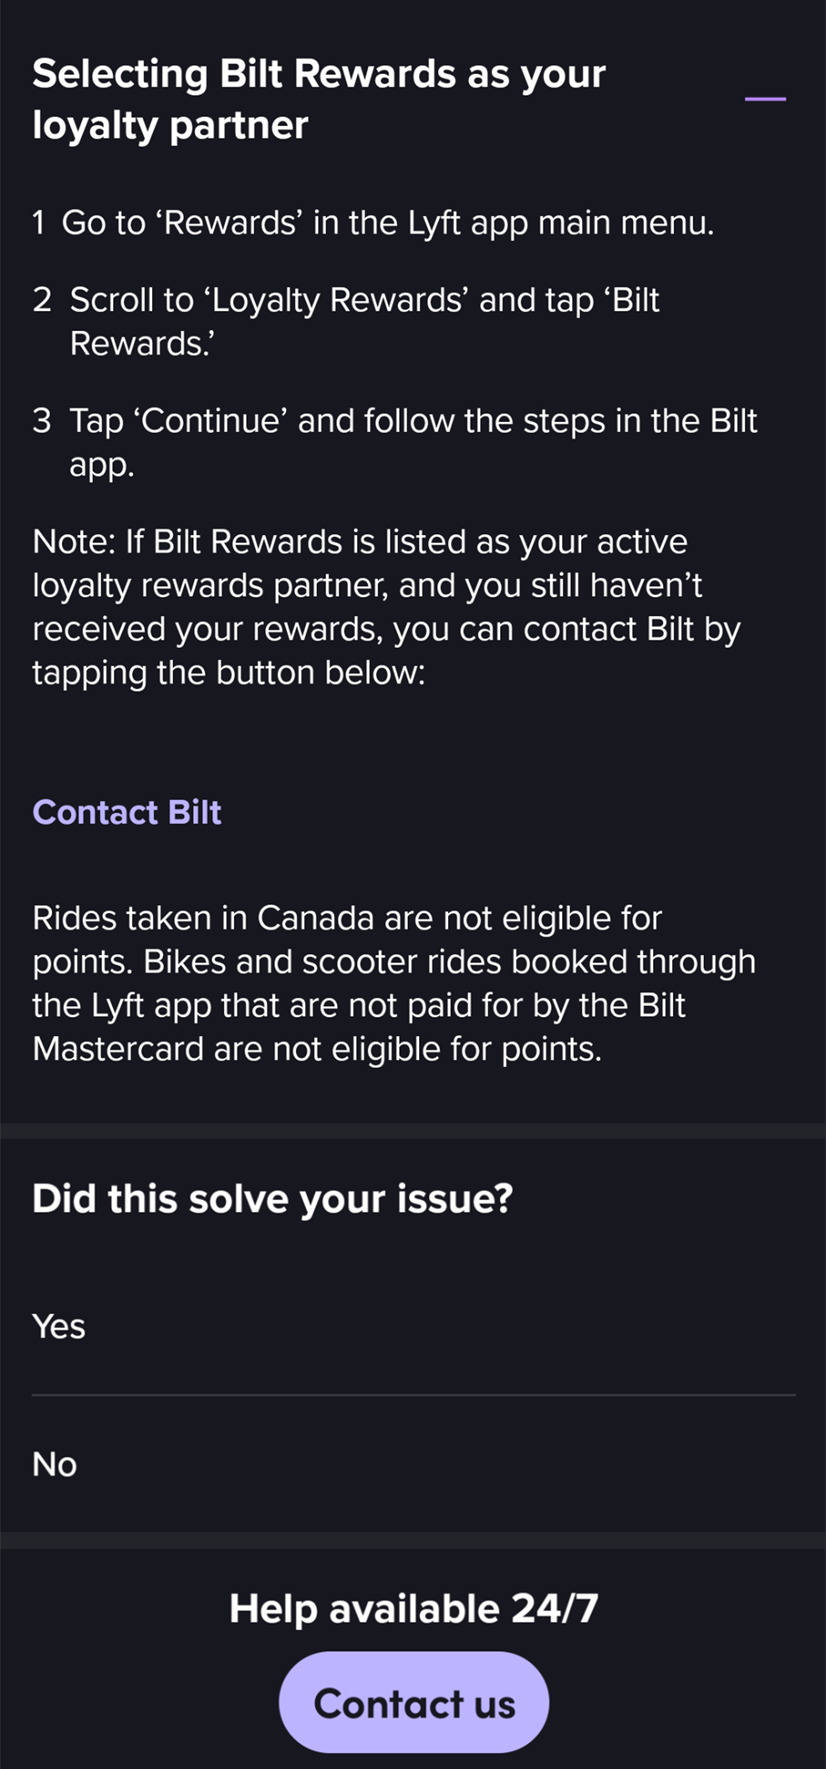 Selecting Bilt Rewards as your
loyalty partner
1 Go to ‘Rewards’ in the Lyft app main menu.
2 Scroll to ‘Loyalty Rewards’ and tap ‘Bilt
Rewards.’
3 Tap ‘Continue’ and follow the steps in the Bilt
app.
Note: If Bilt Rewards is listed as your active
loyalty rewards partner, and you still haven’t
received your rewards, you can contact Bilt by
tapping the button below:
Contact Bilt
Rides taken in Canada are not eligible for
points. Bikes and scooter rides booked through
the Lyft app that are not paid for by the Bilt
Mastercard are not eligible for points.
Did this solve your issue?
Yes
No
Help available 24/7
Contact us